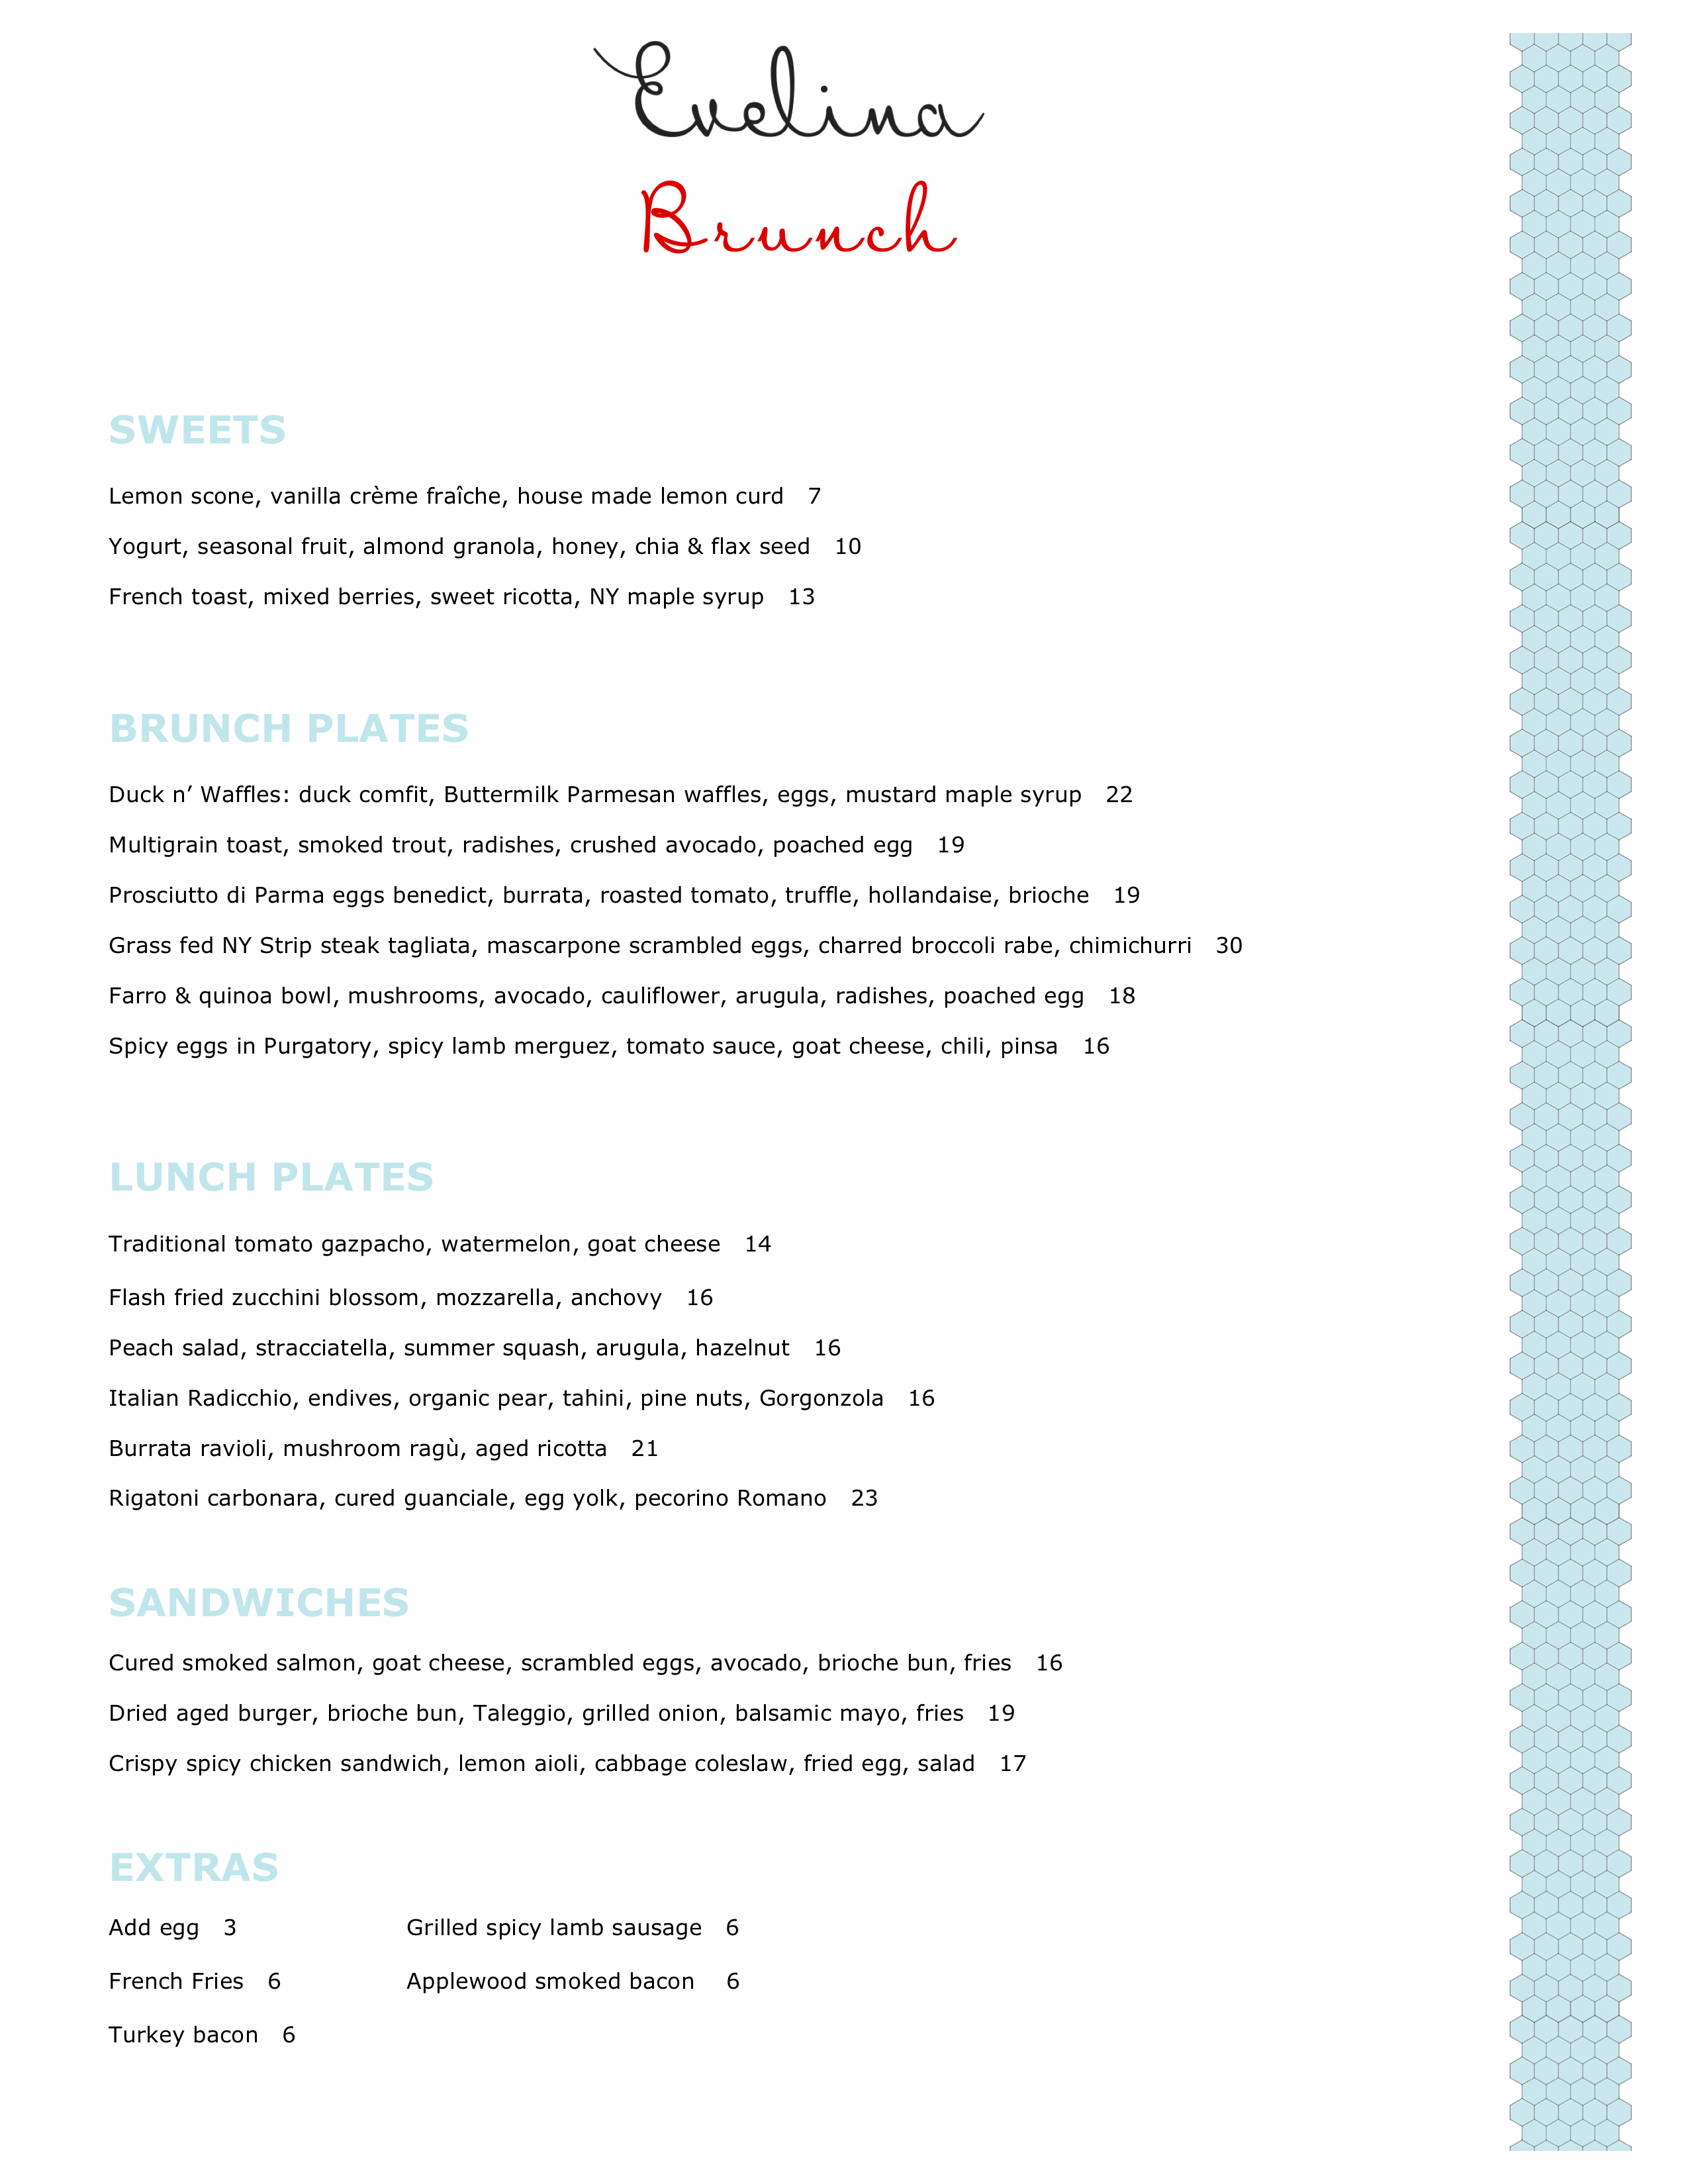 Evelina
Brunch
SWEETS
Lemon scone, vanilla crème fraîche, house made lemon curd 7
Yogurt, seasonal fruit, almond granola, honey, chia & flax seed 10
French toast, mixed berries, sweet ricotta, NY maple syrup 13
BRUNCH PLATES
Duck n’ Waffles: duck comfit, Buttermilk Parmesan waffles, eggs, mustard maple syrup 22
Multigrain toast, smoked trout, radishes, crushed avocado, poached egg 19
Prosciutto di Parma eggs benedict, burrata, roasted tomato, truffle, hollandaise, brioche 19
Grass fed NY Strip steak tagliata, mascarpone scrambled eggs, charred broccoli rabe, chimichurri 30
Farro & quinoa bowl, mushrooms, avocado, cauliflower, arugula, radishes, poached egg 18
Spicy eggs in Purgatory, spicy lamb merguez, tomato sauce, goat cheese, chili, pinsa 16
LUNCH PLATES
Traditional tomato gazpacho, watermelon, goat cheese 14
Flash fried zucchini blossom, mozzarella, anchovy 16
Peach salad, stracciatella, summer squash, arugula, hazelnut 16
Italian Radicchio, endives, organic pear, tahini, pine nuts, Gorgonzola 16
Burrata ravioli, mushroom ragù, aged ricotta 21
Rigatoni carbonara, cured guanciale, egg yolk, pecorino Romano 23
SANDWICHES
Cured smoked salmon, goat cheese, scrambled eggs, avocado, brioche bun, fries 16
Dried aged burger, brioche bun, Taleggio, grilled onion, balsamic mayo, fries 19
Crispy spicy chicken sandwich, lemon aioli, cabbage coleslaw, fried egg, salad 17
EXTRAS
Add egg 3 Grilled spicy lamb sausage 6
French Fries 6 Applewood smoked bacon 6
Turkey bacon 6